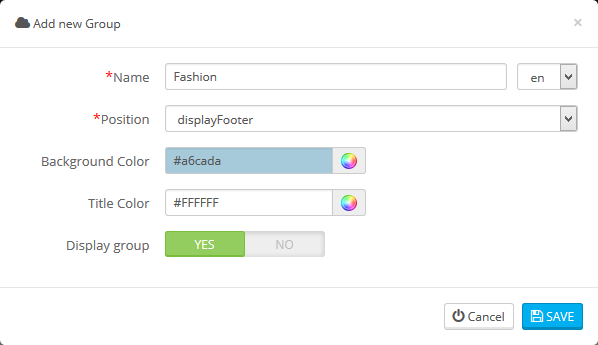 Add new Group ×
*Name Fashion en
*Position displayFooter
Background Color #a6cada
Title Color #FFFFFF
Display group YES NO
Cancel SAVE